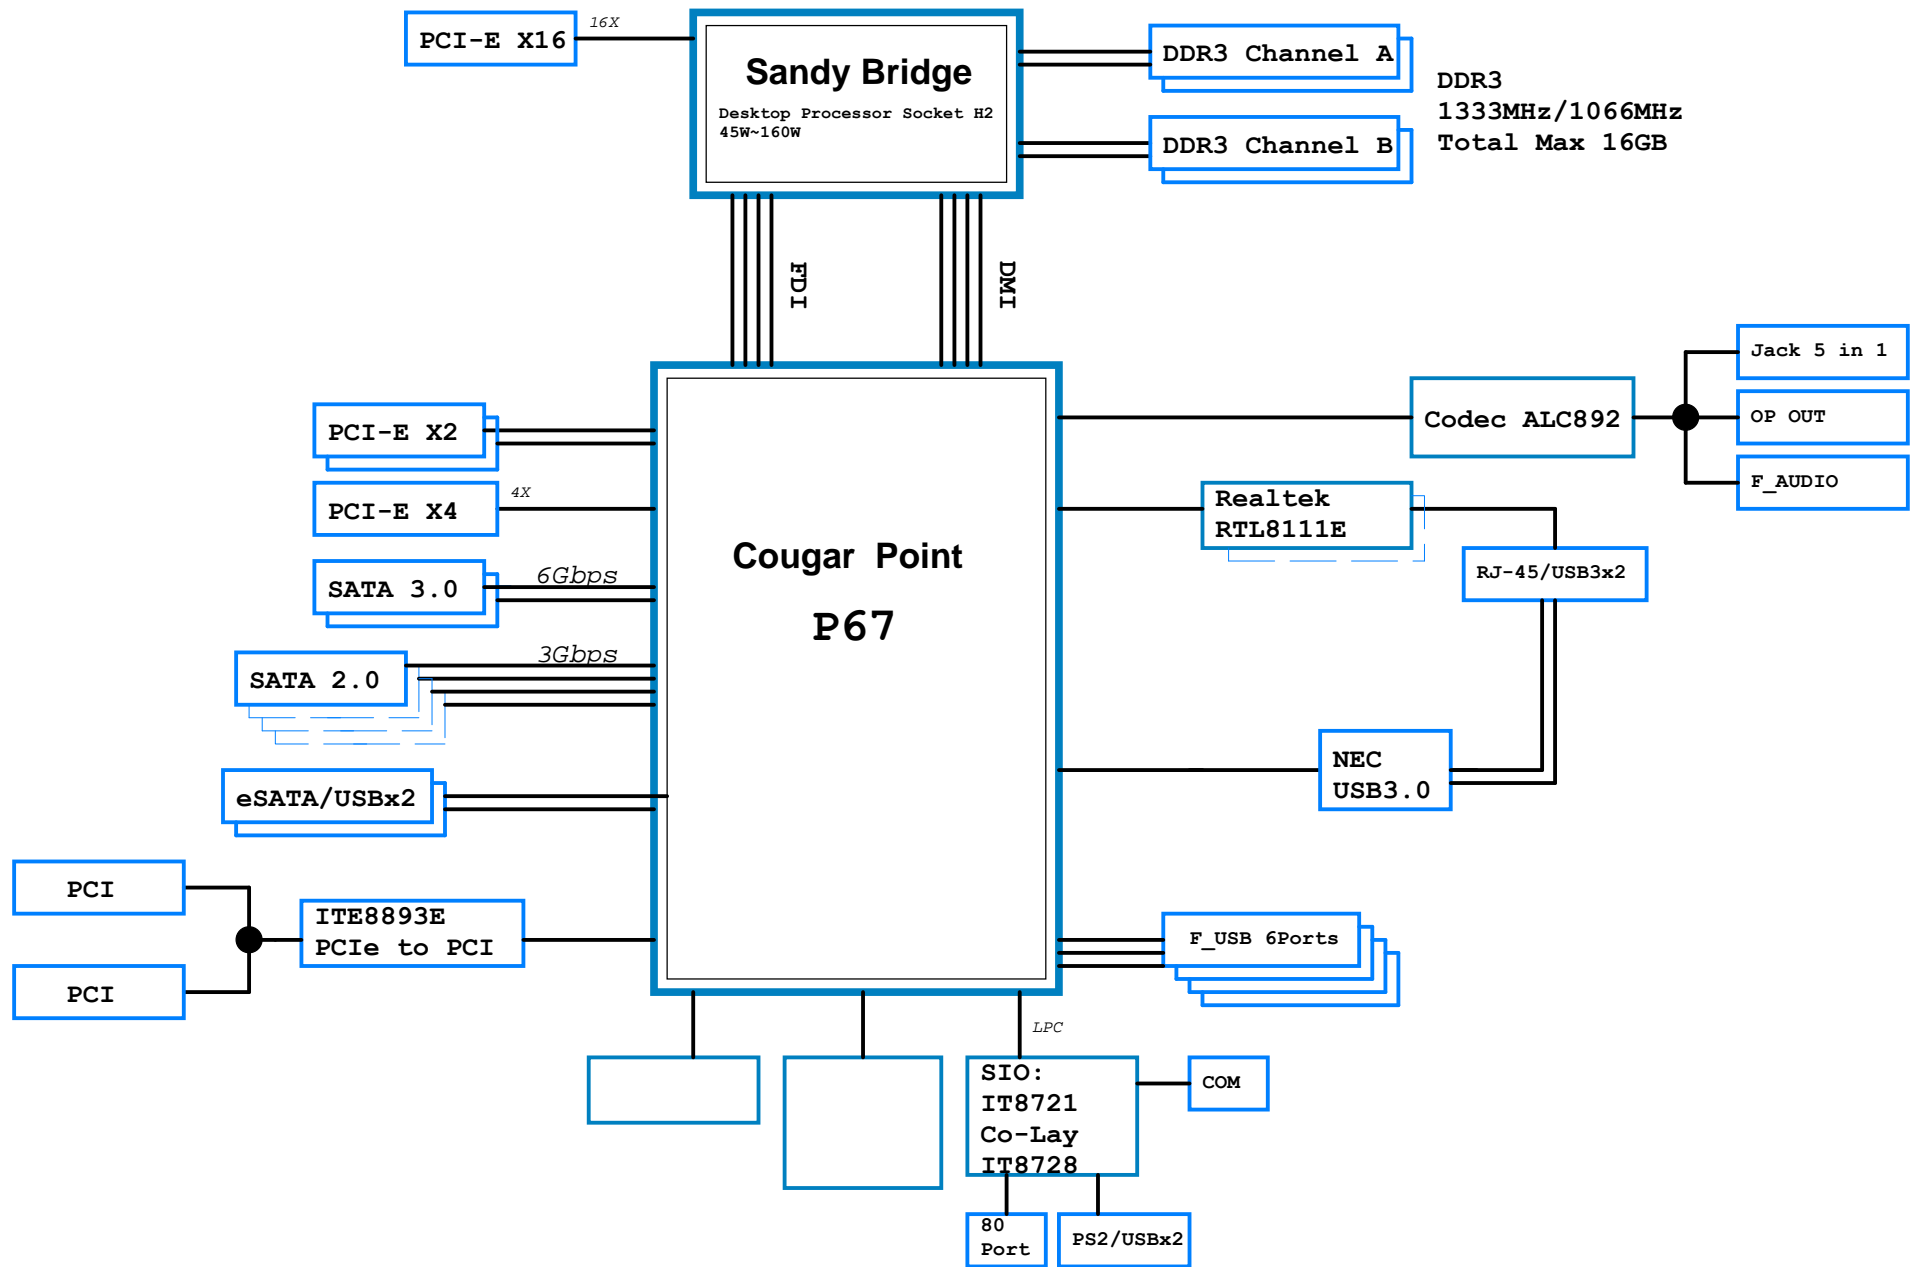 16X
PCI-E X16
Sandy Bridge
Desktop Processor Socket H2
45W~160W
DDR3 Channel A
DDR3 Channel B
DDR3
1333MHz/1066MHz
Total Max 16GB
FDI
DMI
Jack 5 in 1
OP OUT
F_AUDIO
Codec ALC892
PCI-E X2
4X
PCI-E X4
Realtek
RTL8111E
RJ-45/USB3x2
Cougar Point
P67
6Gbps
SATA 3.0
3Gbps
SATA 2.0
eSATA/USBx2
NEC
USB3.0
PCI
ITE8893E
PCIe to PCI
PCI
F_USB 6Ports
LPC
SIO:
IT8721
Co-Lay
IT8728
COM
80
Port
PS2/USBx2